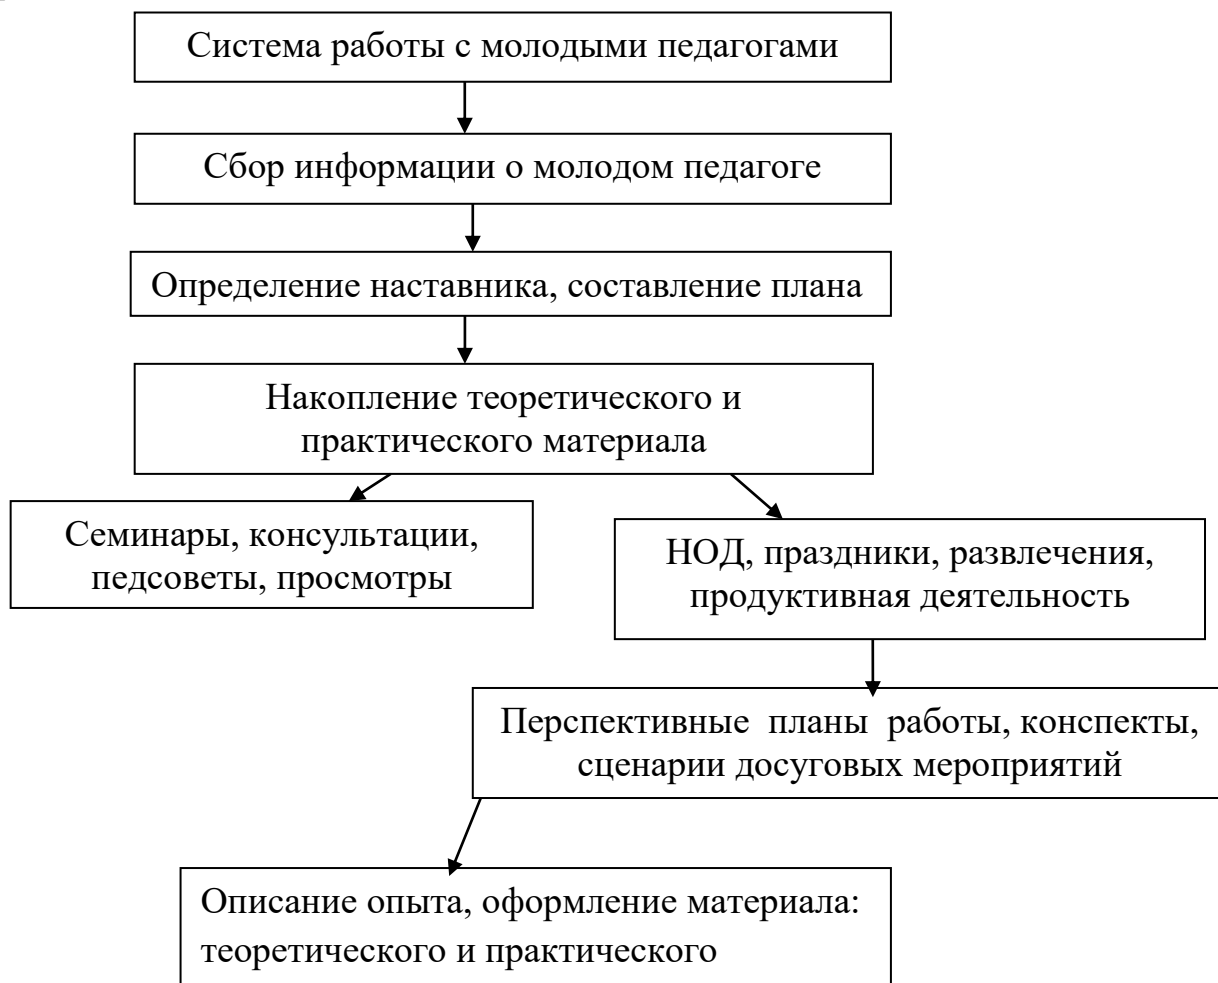 Система работы с молодыми педагогами
Сбор информации о молодом педагоге
Определение наставника, составление плана
Накопление теоретического и
практического материала
Семинары, консультации,
педсоветы, просмотры
НОД, праздники, развлечения,
продуктивная деятельность
Перспективные планы работы, конспекты,
сценарии досуговых мероприятий
Описание опыта, оформление материала:
теоретического и практического